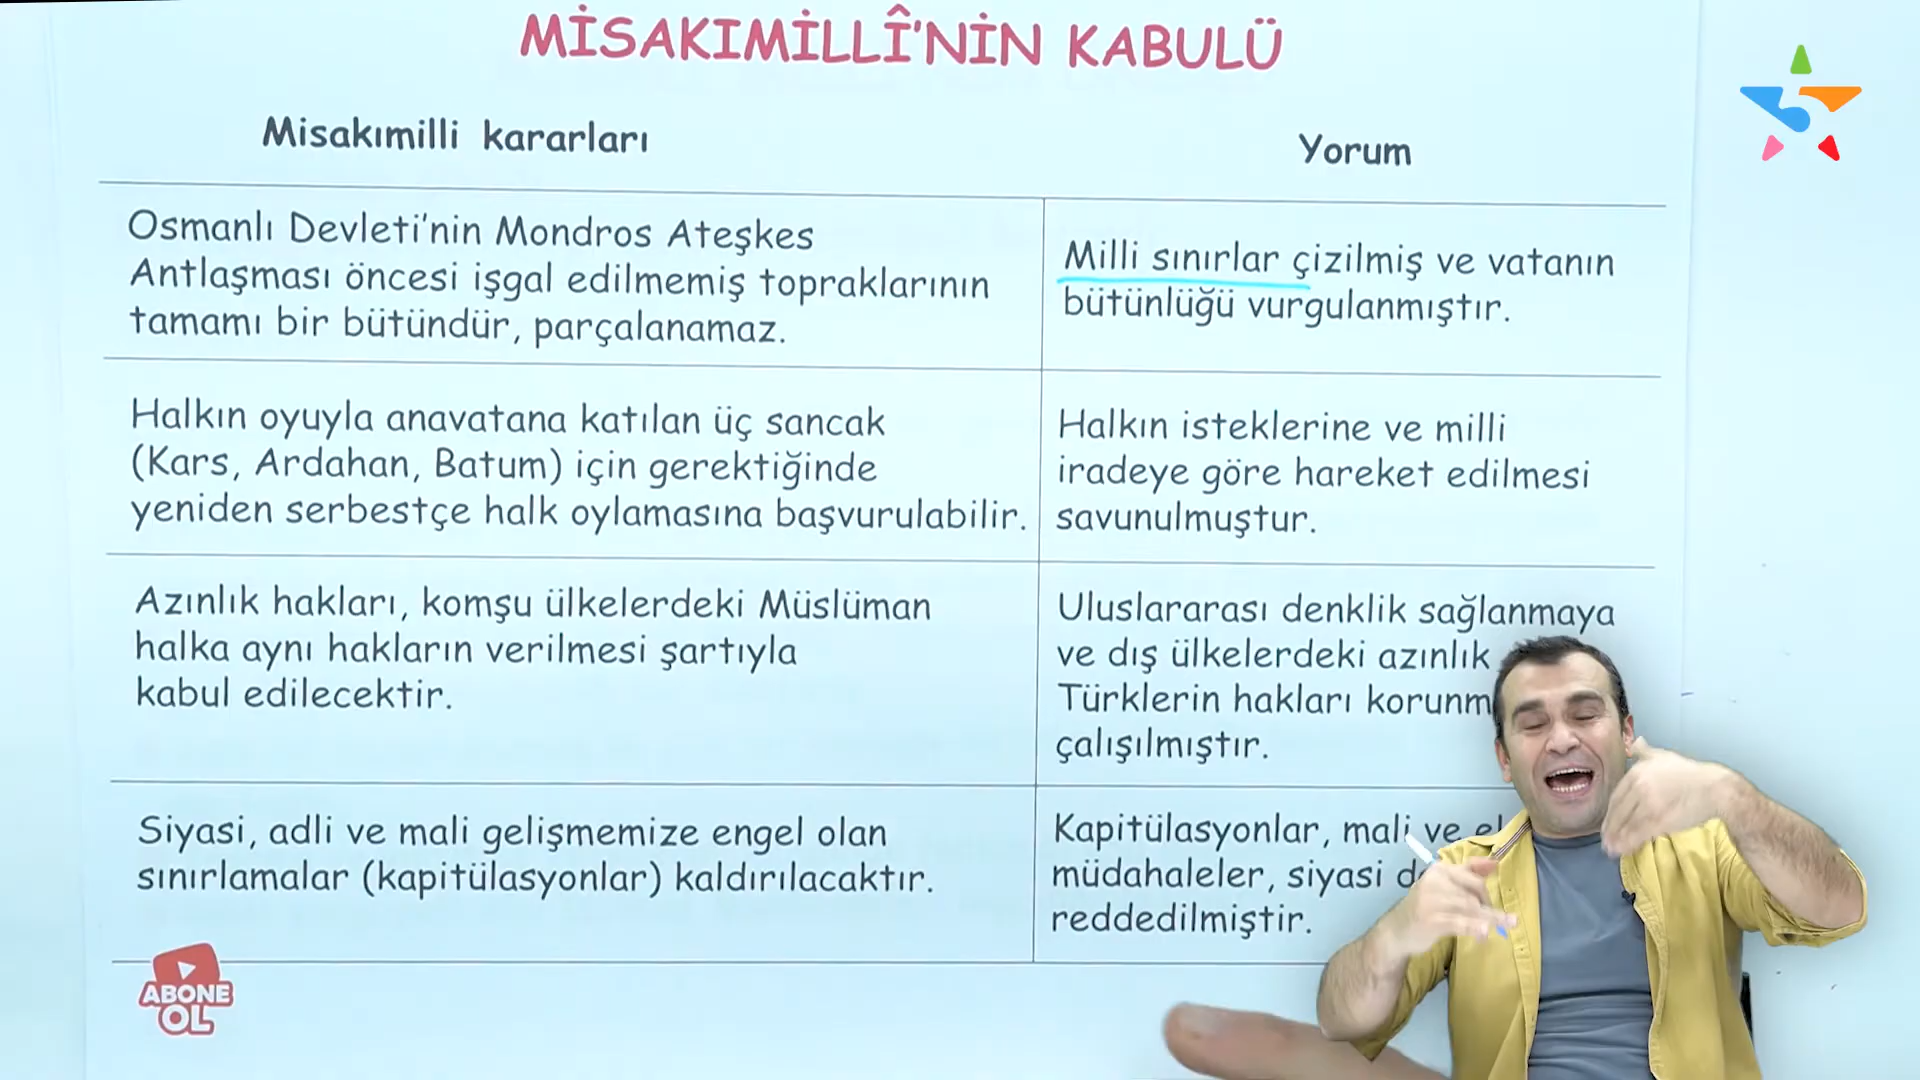 MİSAKIMİLLÎ'NİN KABULÜ
Misakımilli kararları
Yorum
Osmanlı Devleti'nin Mondros Ateşkes
Antlaşması öncesi işgal edilmemiş topraklarının
tamamı bir bütündür, parçalanamaz.
Milli sınırlar çizilmiş ve vatanın
bütünlüğü vurgulanmıştır.
Halkın oyuyla anavatana katılan üç sancak
(Kars, Ardahan, Batum) için gerektiğinde
yeniden serbestçe halk oylamasına başvurulabilir.
Halkın isteklerine ve milli
iradeye göre hareket edilmesi
savunulmuştur.
Azınlık hakları, komşu ülkelerdeki Müslüman
halka aynı hakların verilmesi şartıyla
kabul edilecektir.
Uluslararası denklik sağlanmaya
ve dış ülkelerdeki azınlık
Türklerin hakları
çalışılmıştır.
Siyasi, adli ve mali gelişmemize engel olan
sınırlamalar (kapitülasyonlar) kaldırılacaktır.
Kapitülasyonlar, mali ve
müdahaleler, siyasi
reddedilmiştir.
ABONE
OL
5